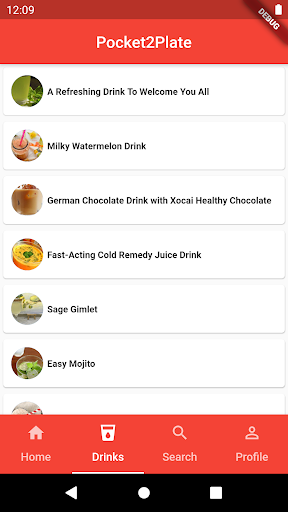 12:09
DEBUG
Pocket2Plate
A Refreshing Drink To Welcome You All
Milky Watermelon Drink
German Chocolate Drink with Xocai Healthy Chocolate
Fast-Acting Cold Remedy Juice Drink
Sage Gimlet
Easy Mojito
Home
Drinks
Search
Profile